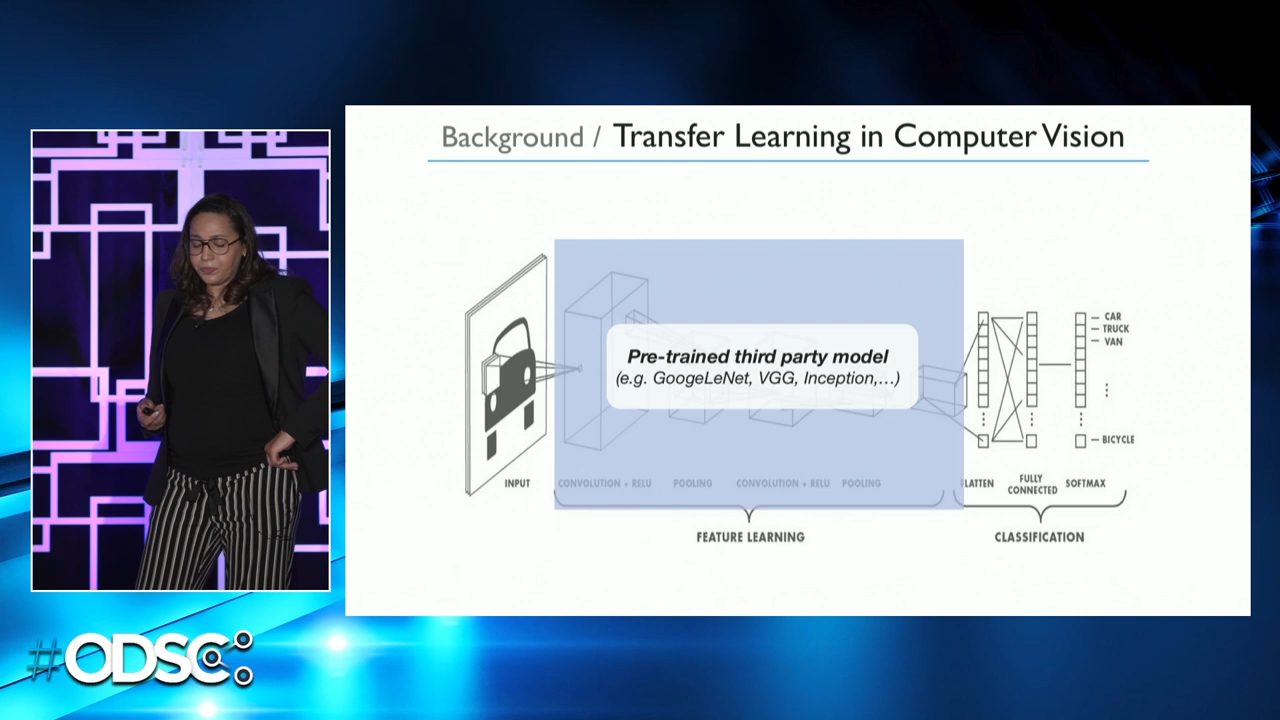 Background / Transfer Learning in Computer Vision
Pre-trained third party model
(e.g. GoogeLeNet, VGG, Inception,...)
CAR
TRUCK
VAN
BICYCLE
INPUT
CONVOLUTION + RELU
POOLING
CONVOLUTION + RELU
POOLING
FLATTEN
FULLY
CONNECTED
SOFTMAX
FEATURE LEARNING
CLASSIFICATION
#ODSC